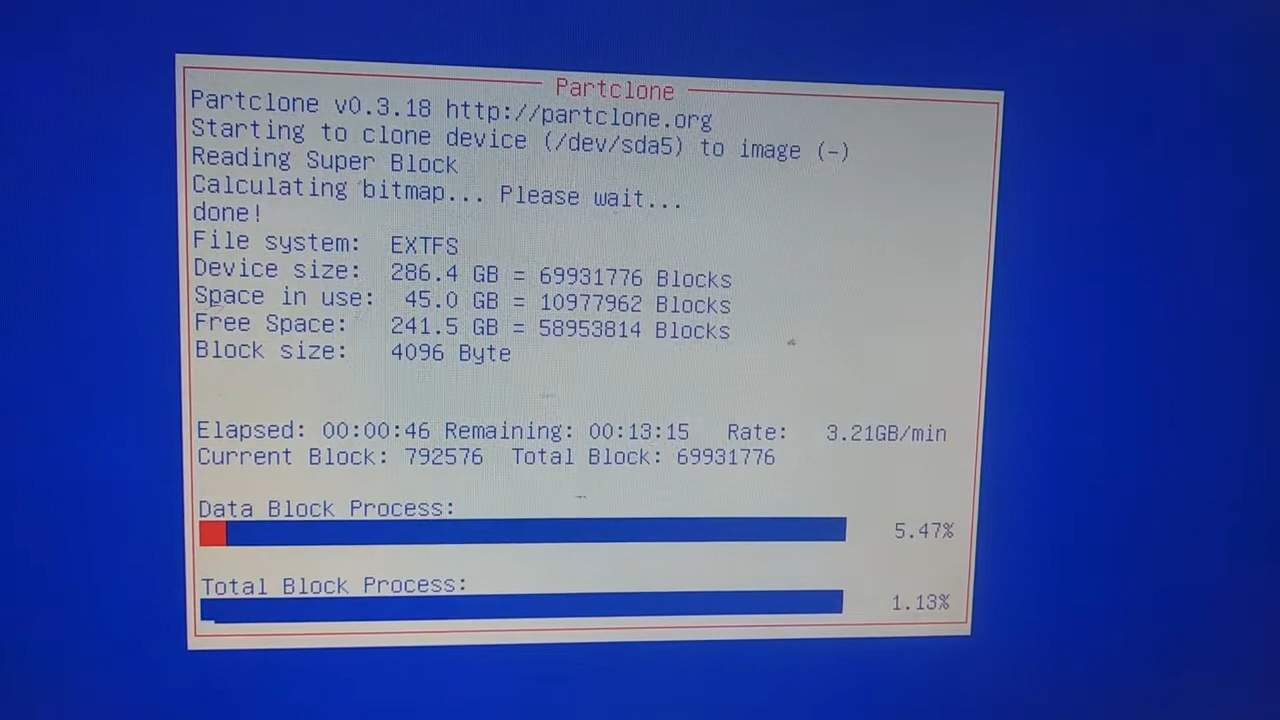 Partclone
Partclone v0.3.18 http://partclone.org
Starting to clone device (/dev/sda5) to image (-)
Reading Super Block
Calculating bitmap... Please wait...
done!
File system: EXTFS
Device size: 286.4 GB = 69931776 Blocks
Space in use: 45.0 GB = 10977962 Blocks
Free Space: 241.5 GB = 58953814 Blocks
Block size: 4096 Byte
Elapsed: 00:00:46 Remaining: 00:13:15 Rate: 3.21GB/min
Current Block: 792576 Total Block: 69931776
Data Block Process:
5.47%
Total Block Process:
1.13%